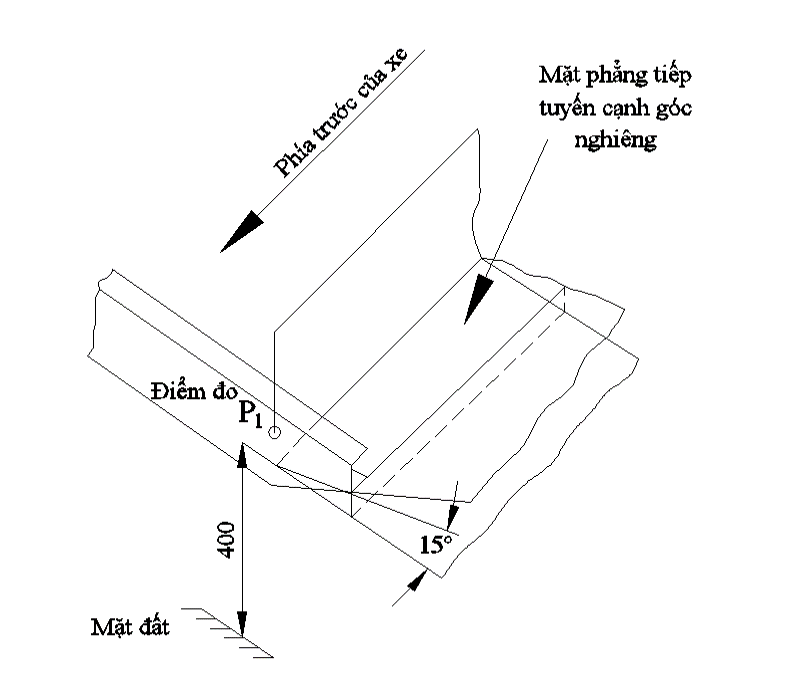 Phía trước của xe
Mặt phẳng tiếp
tuyến cạnh góc
nghiêng
Điểm đo
P1
400
15°
Mặt đất